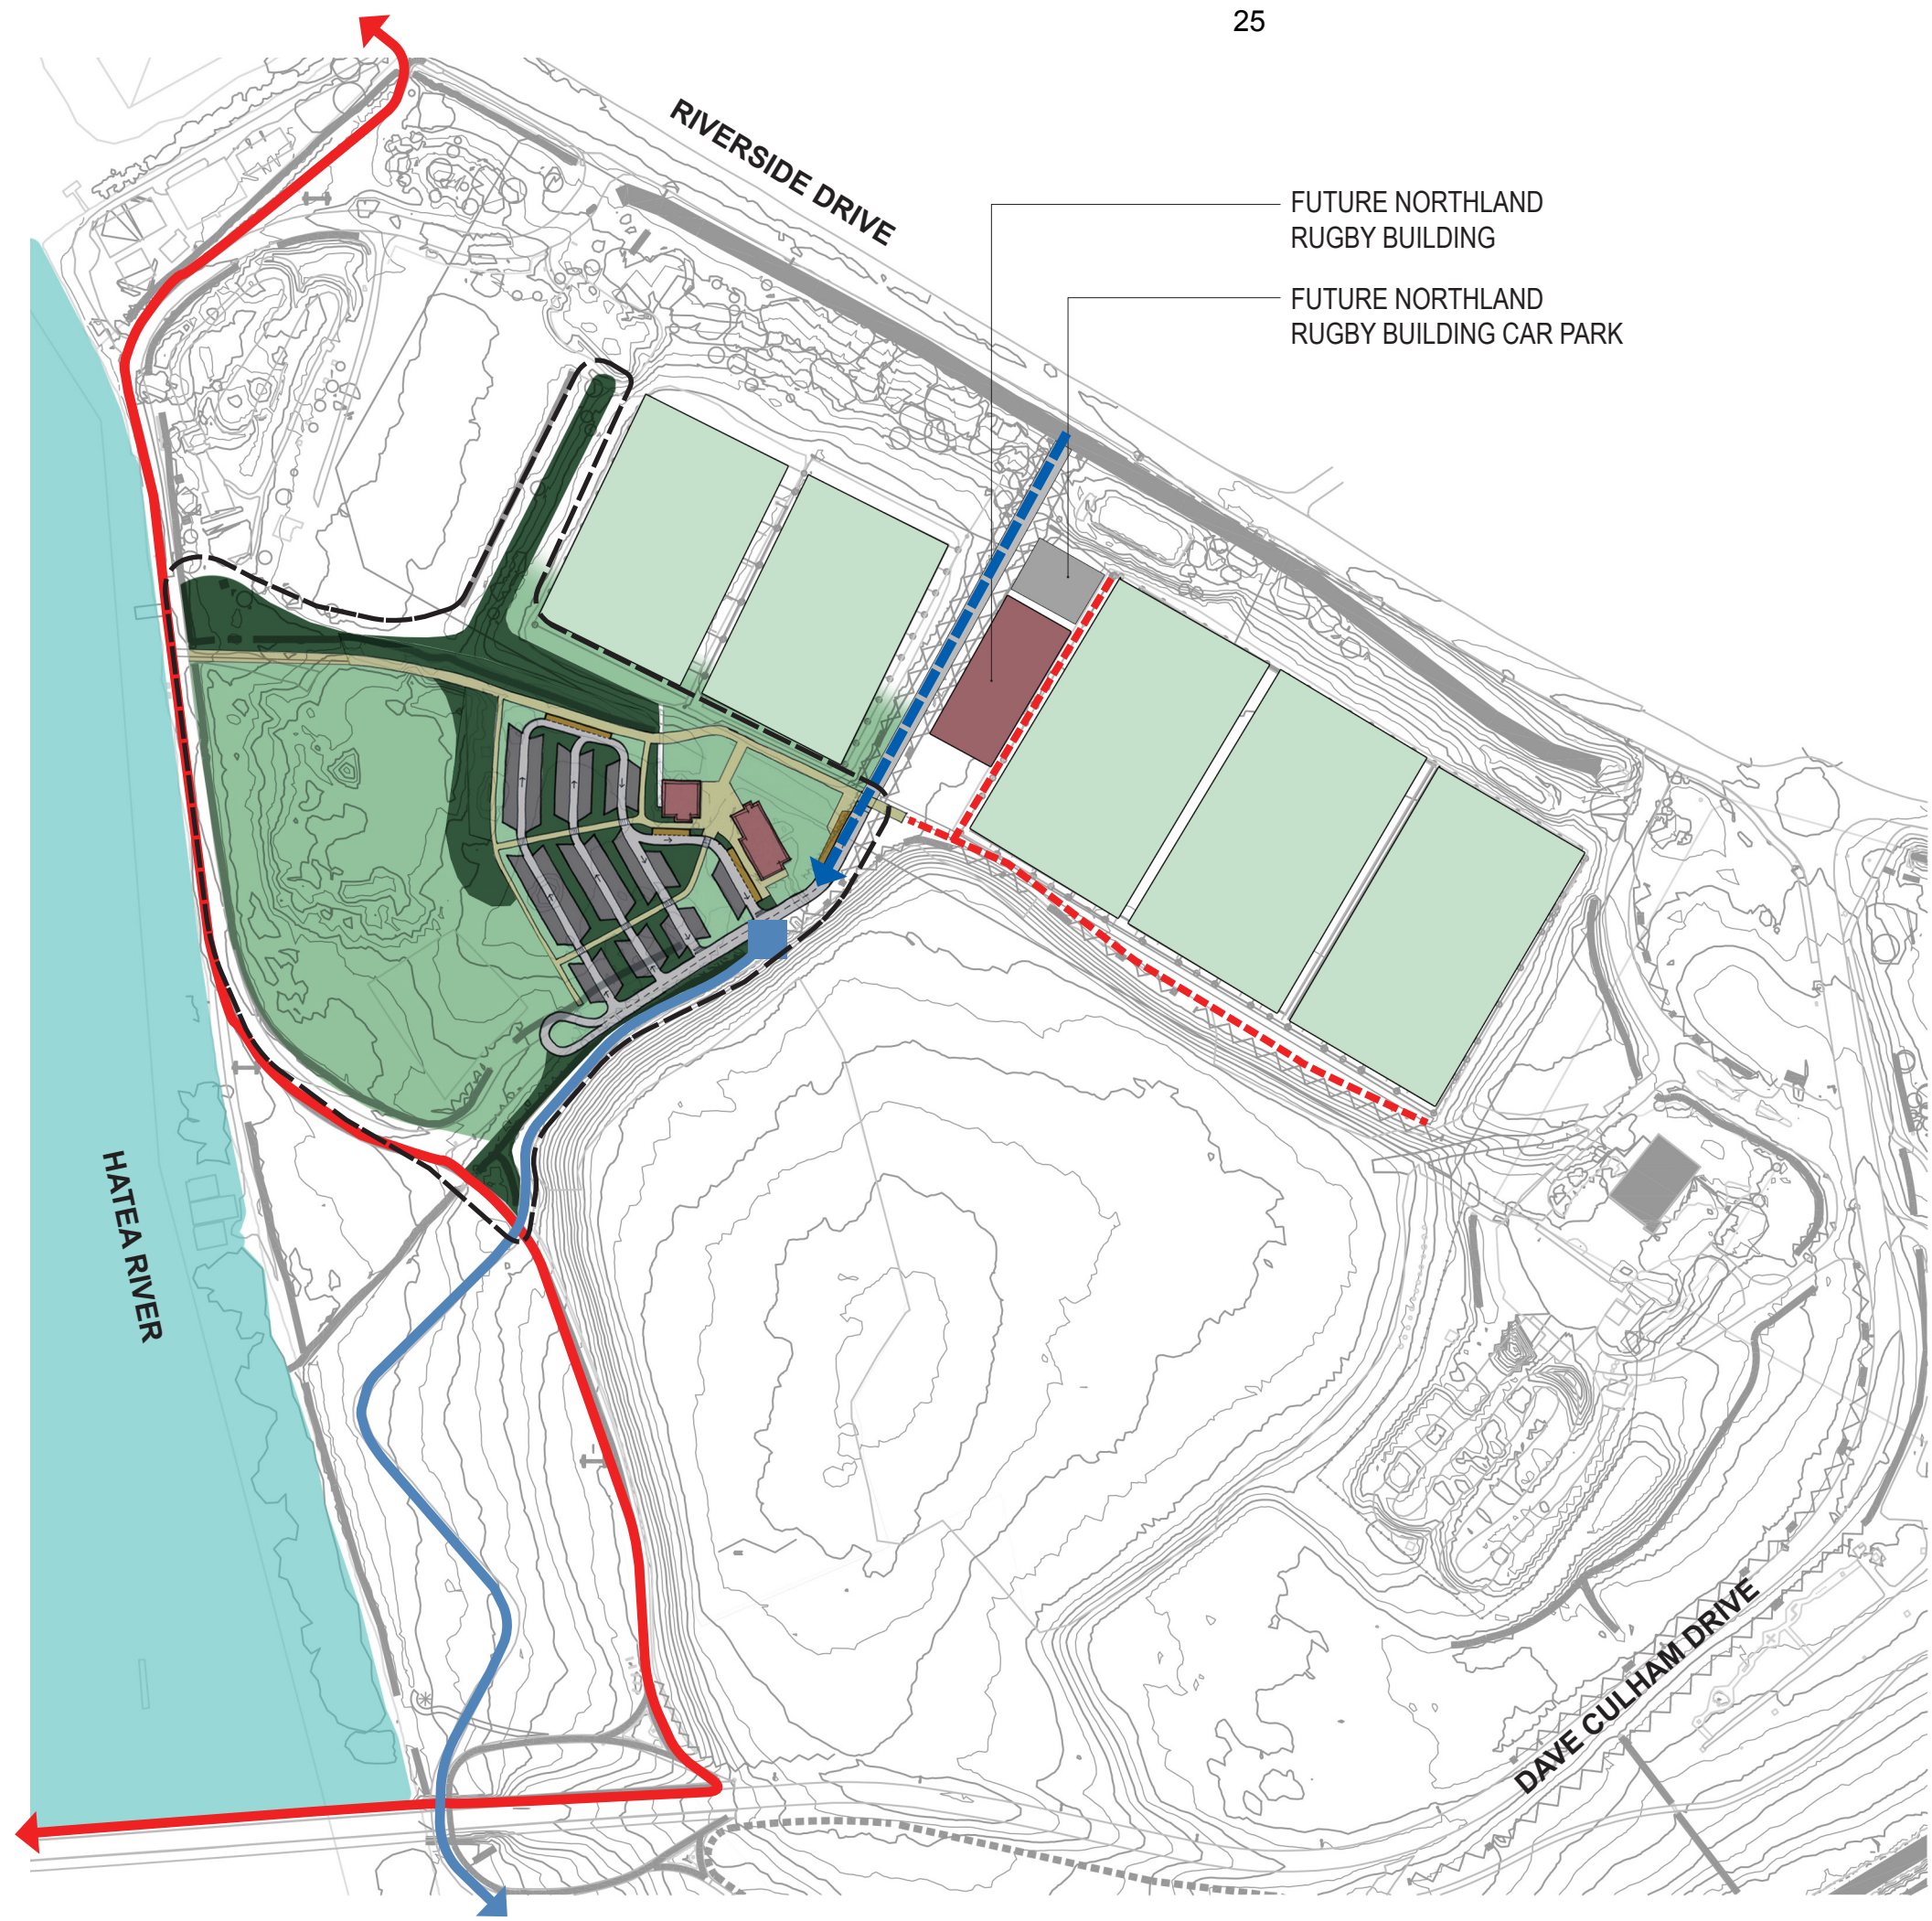 25
RIVERSIDE DRIVE
FUTURE NORTHLAND
RUGBY BUILDING
FUTURE NORTHLAND
RUGBY BUILDING CAR PARK
HATEA RIVER
DAVE CULHAM DRIVE